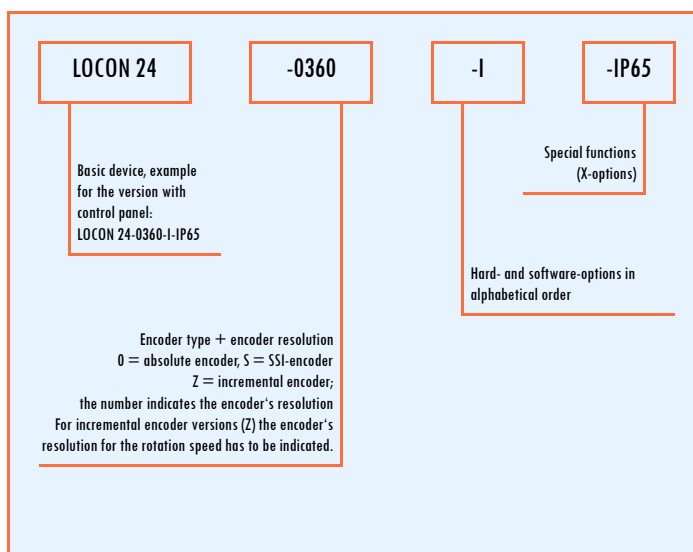 LOCON 24
-0360
-I
-IP65
Special functions
(X-options)
Basic device, example
for the version with
control panel:
LOCON 24-0360-I-IP65
Hard- and software-options in
alphabetical order
Encoder type + encoder resolution
0 = absolute encoder, S = SSI-encoder
Z = incremental encoder;
the number indicates the encoder‘s resolution
For incremental encoder versions (Z) the encoder‘s
resolution for the rotation speed has to be indicated.